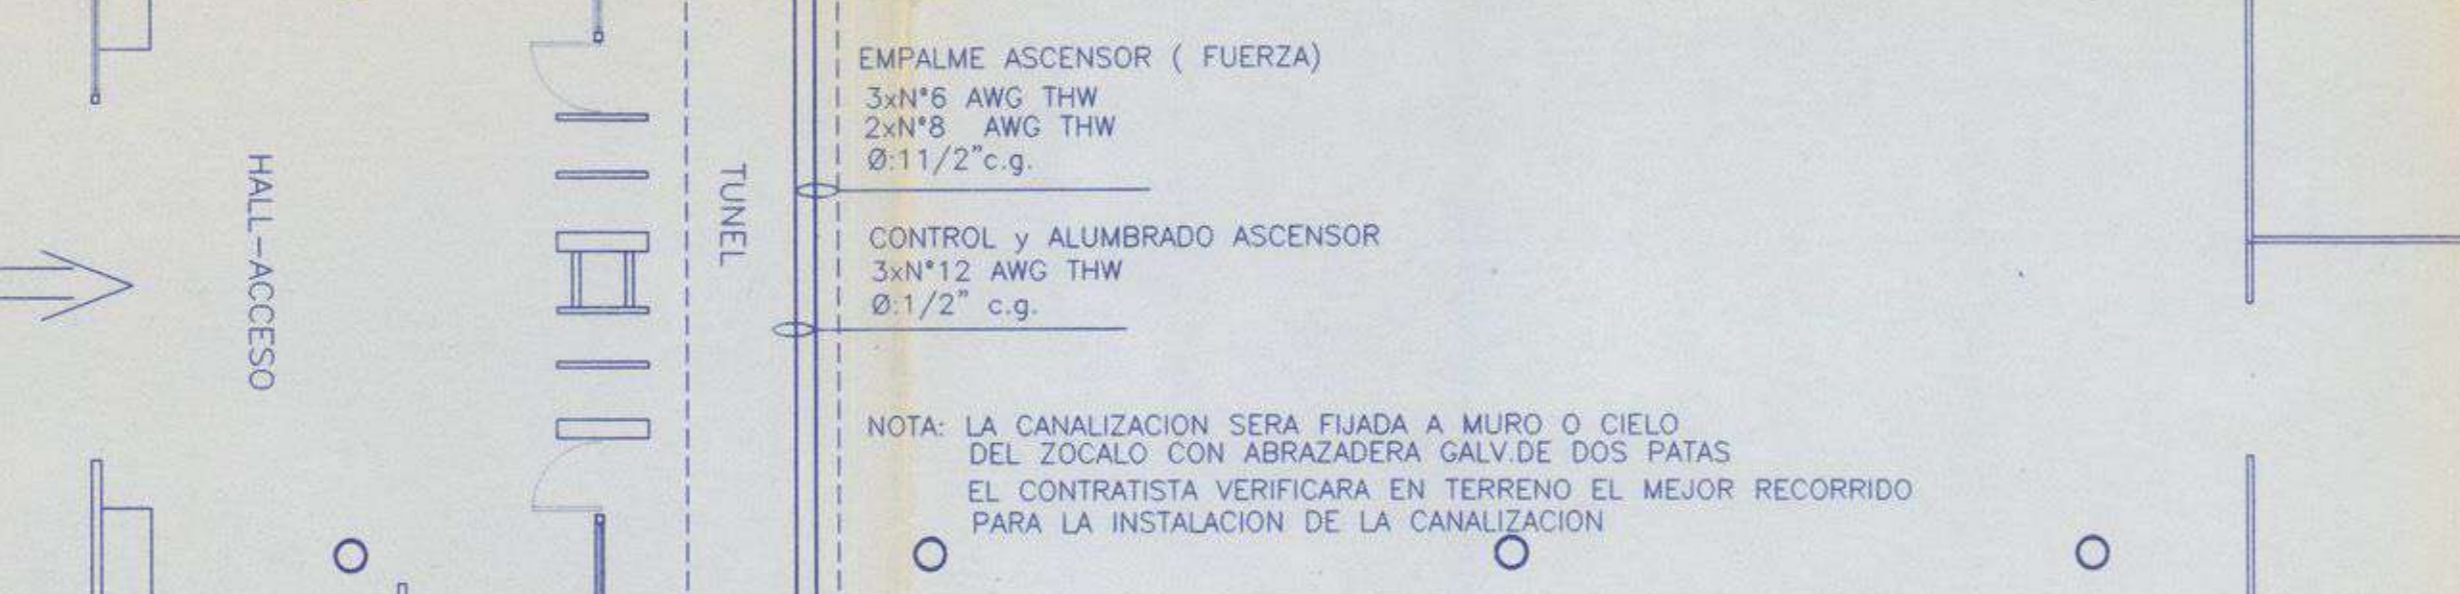 EMPALME ASCENSOR ( FUERZA)
3xN°6 AWG THW
2xN°8 AWG THW
Ø:11/2"c.g.
HALL-ACCESO
TUNEL
CONTROL y ALUMBRADO ASCENSOR
3xN°12 AWG THW
Ø:1/2" c.g.
NOTA: LA CANALIZACION SERA FIJADA A MURO O CIELO
DEL ZOCALO CON ABRAZADERA GALV.DE DOS PATAS
EL CONTRATISTA VERIFICARA EN TERRENO EL MEJOR RECORRIDO
PARA LA INSTALACION DE LA CANALIZACION